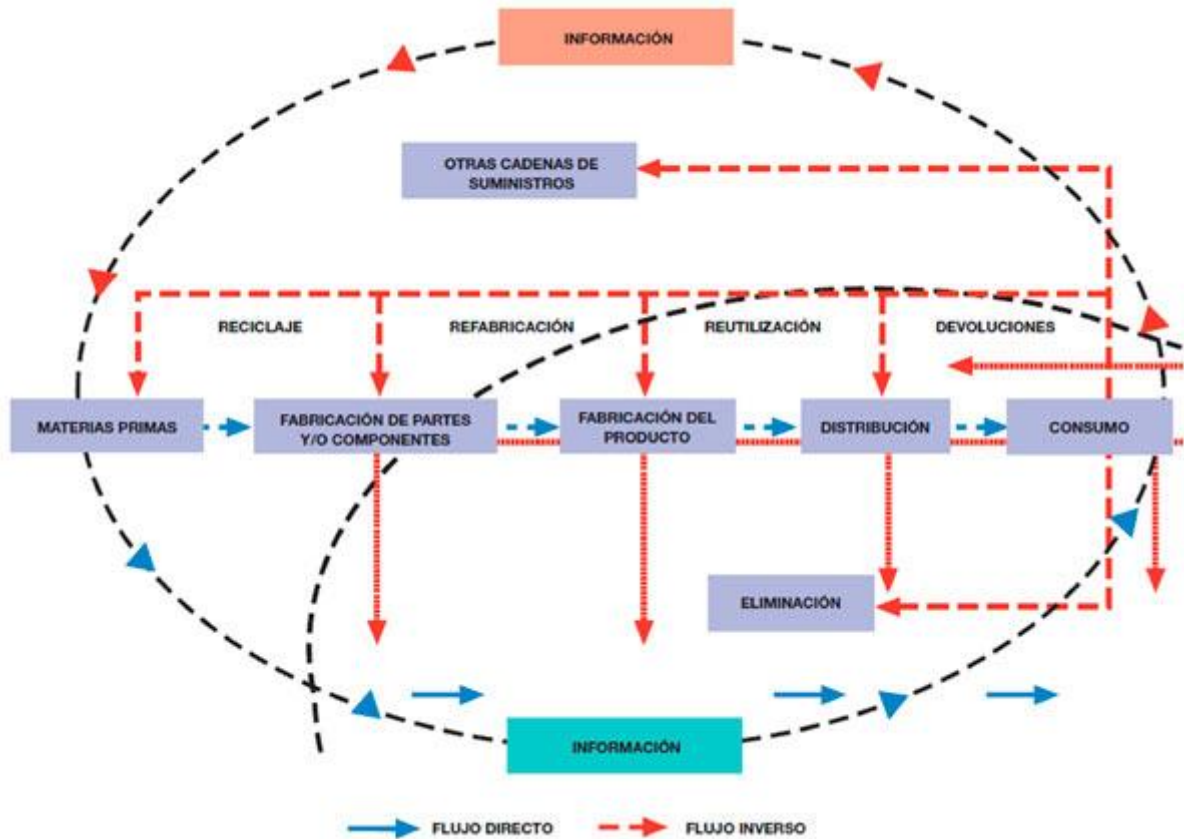 INFORMACIÓN
OTRAS CADENAS DE
SUMINISTROS
RECICLAJE
REFABRICACIÓN
REUTILIZACIÓN
DEVOLUCIONES
MATERIAS PRIMAS
FABRICACIÓN DE PARTES
Y/O COMPONENTES
FABRICACIÓN DEL
PRODUCTO
DISTRIBUCIÓN
CONSUMO
ELIMINACIÓN
INFORMACIÓN
FLUJO DIRECTO
FLUJO INVERSO